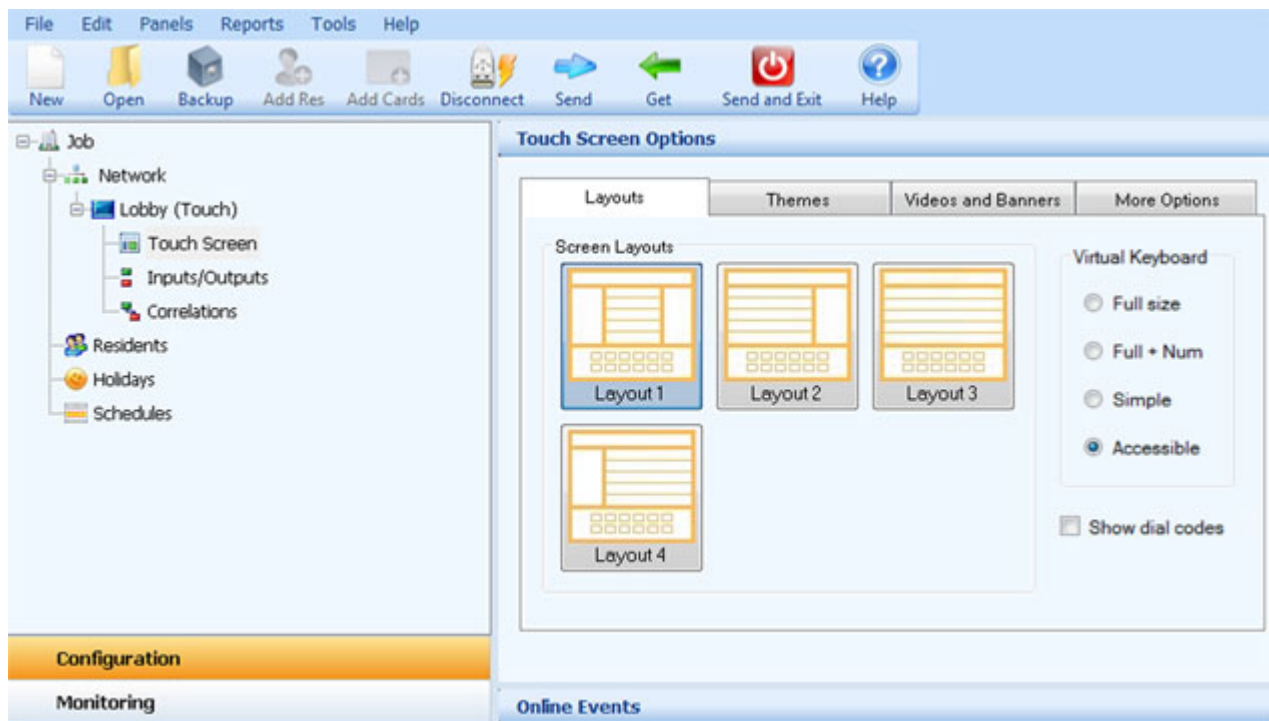 File Edit Panels Reports Tools Help
New Open Backup Add Res Add Cards Disconnect Send Get Send and Exit Help
Job
Network
Lobby (Touch)
Touch Screen
Inputs/Outputs
Correlations
Residents
Holidays
Schedules
Configuration
Monitoring
Touch Screen Options
Layouts Themes Videos and Banners More Options
Screen Layouts
Layout 1 Layout 2 Layout 3
Layout 4
Virtual Keyboard
Full size
Full + Num
Simple
Accessible
Show dial codes
Online Events